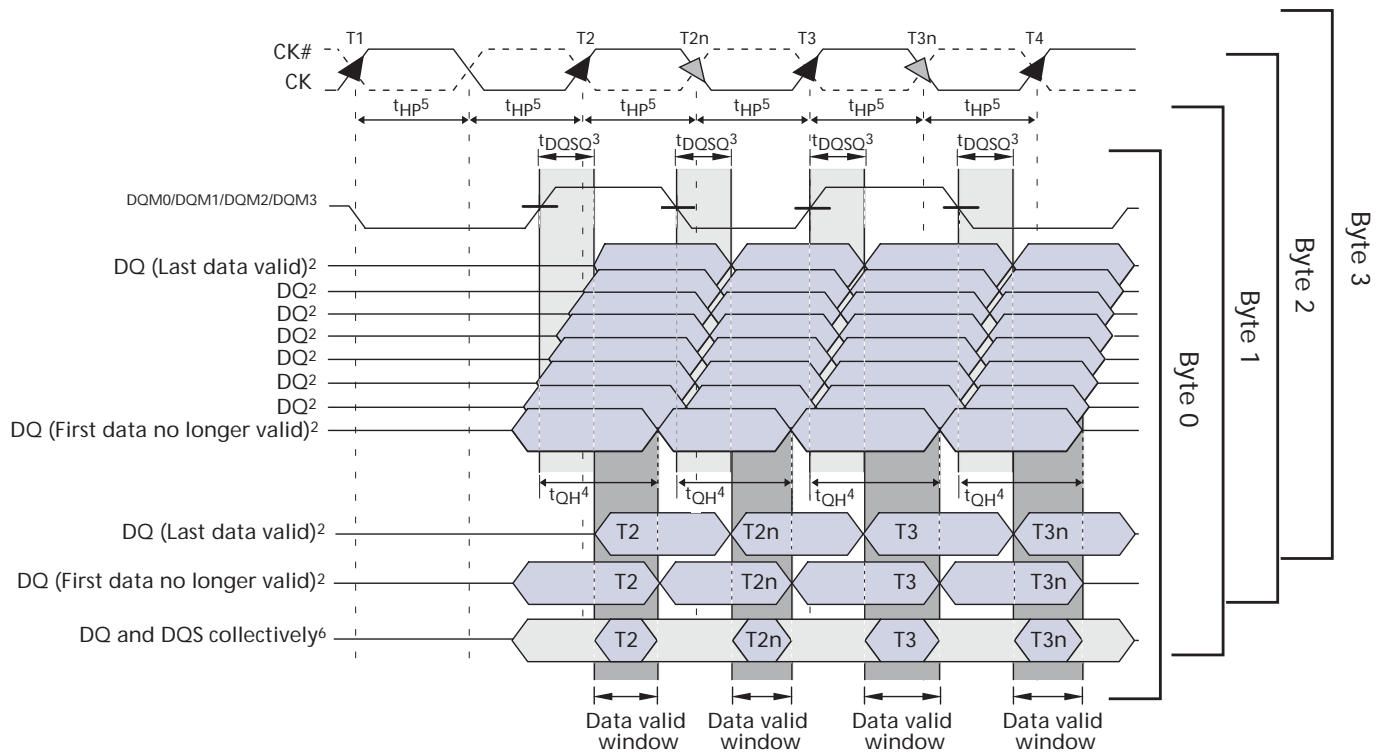 T1 T2 T2n T3 T3n T4
CK#
CK
tHP5 tHP5 tHP5 tHP5 tHP5 tHP5
tDQSQ3 tDQSQ3 tDQSQ3 tDQSQ3
DQM0/DQM1/DQM2/DQM3
DQ (Last data valid)2
DQ2
DQ2
DQ2
DQ2
DQ2
DQ2
DQ (First data no longer valid)2
tQH4 tQH4 tQH4 tQH4
DQ (Last data valid)2 T2 T2n T3 T3n
DQ (First data no longer valid)2 T2 T2n T3 T3n
DQ and DQS collectively6 T2 T2n T3 T3n
Data valid window
Data valid window
Data valid window
Data valid window
Byte 0
Byte 1
Byte 2
Byte 3